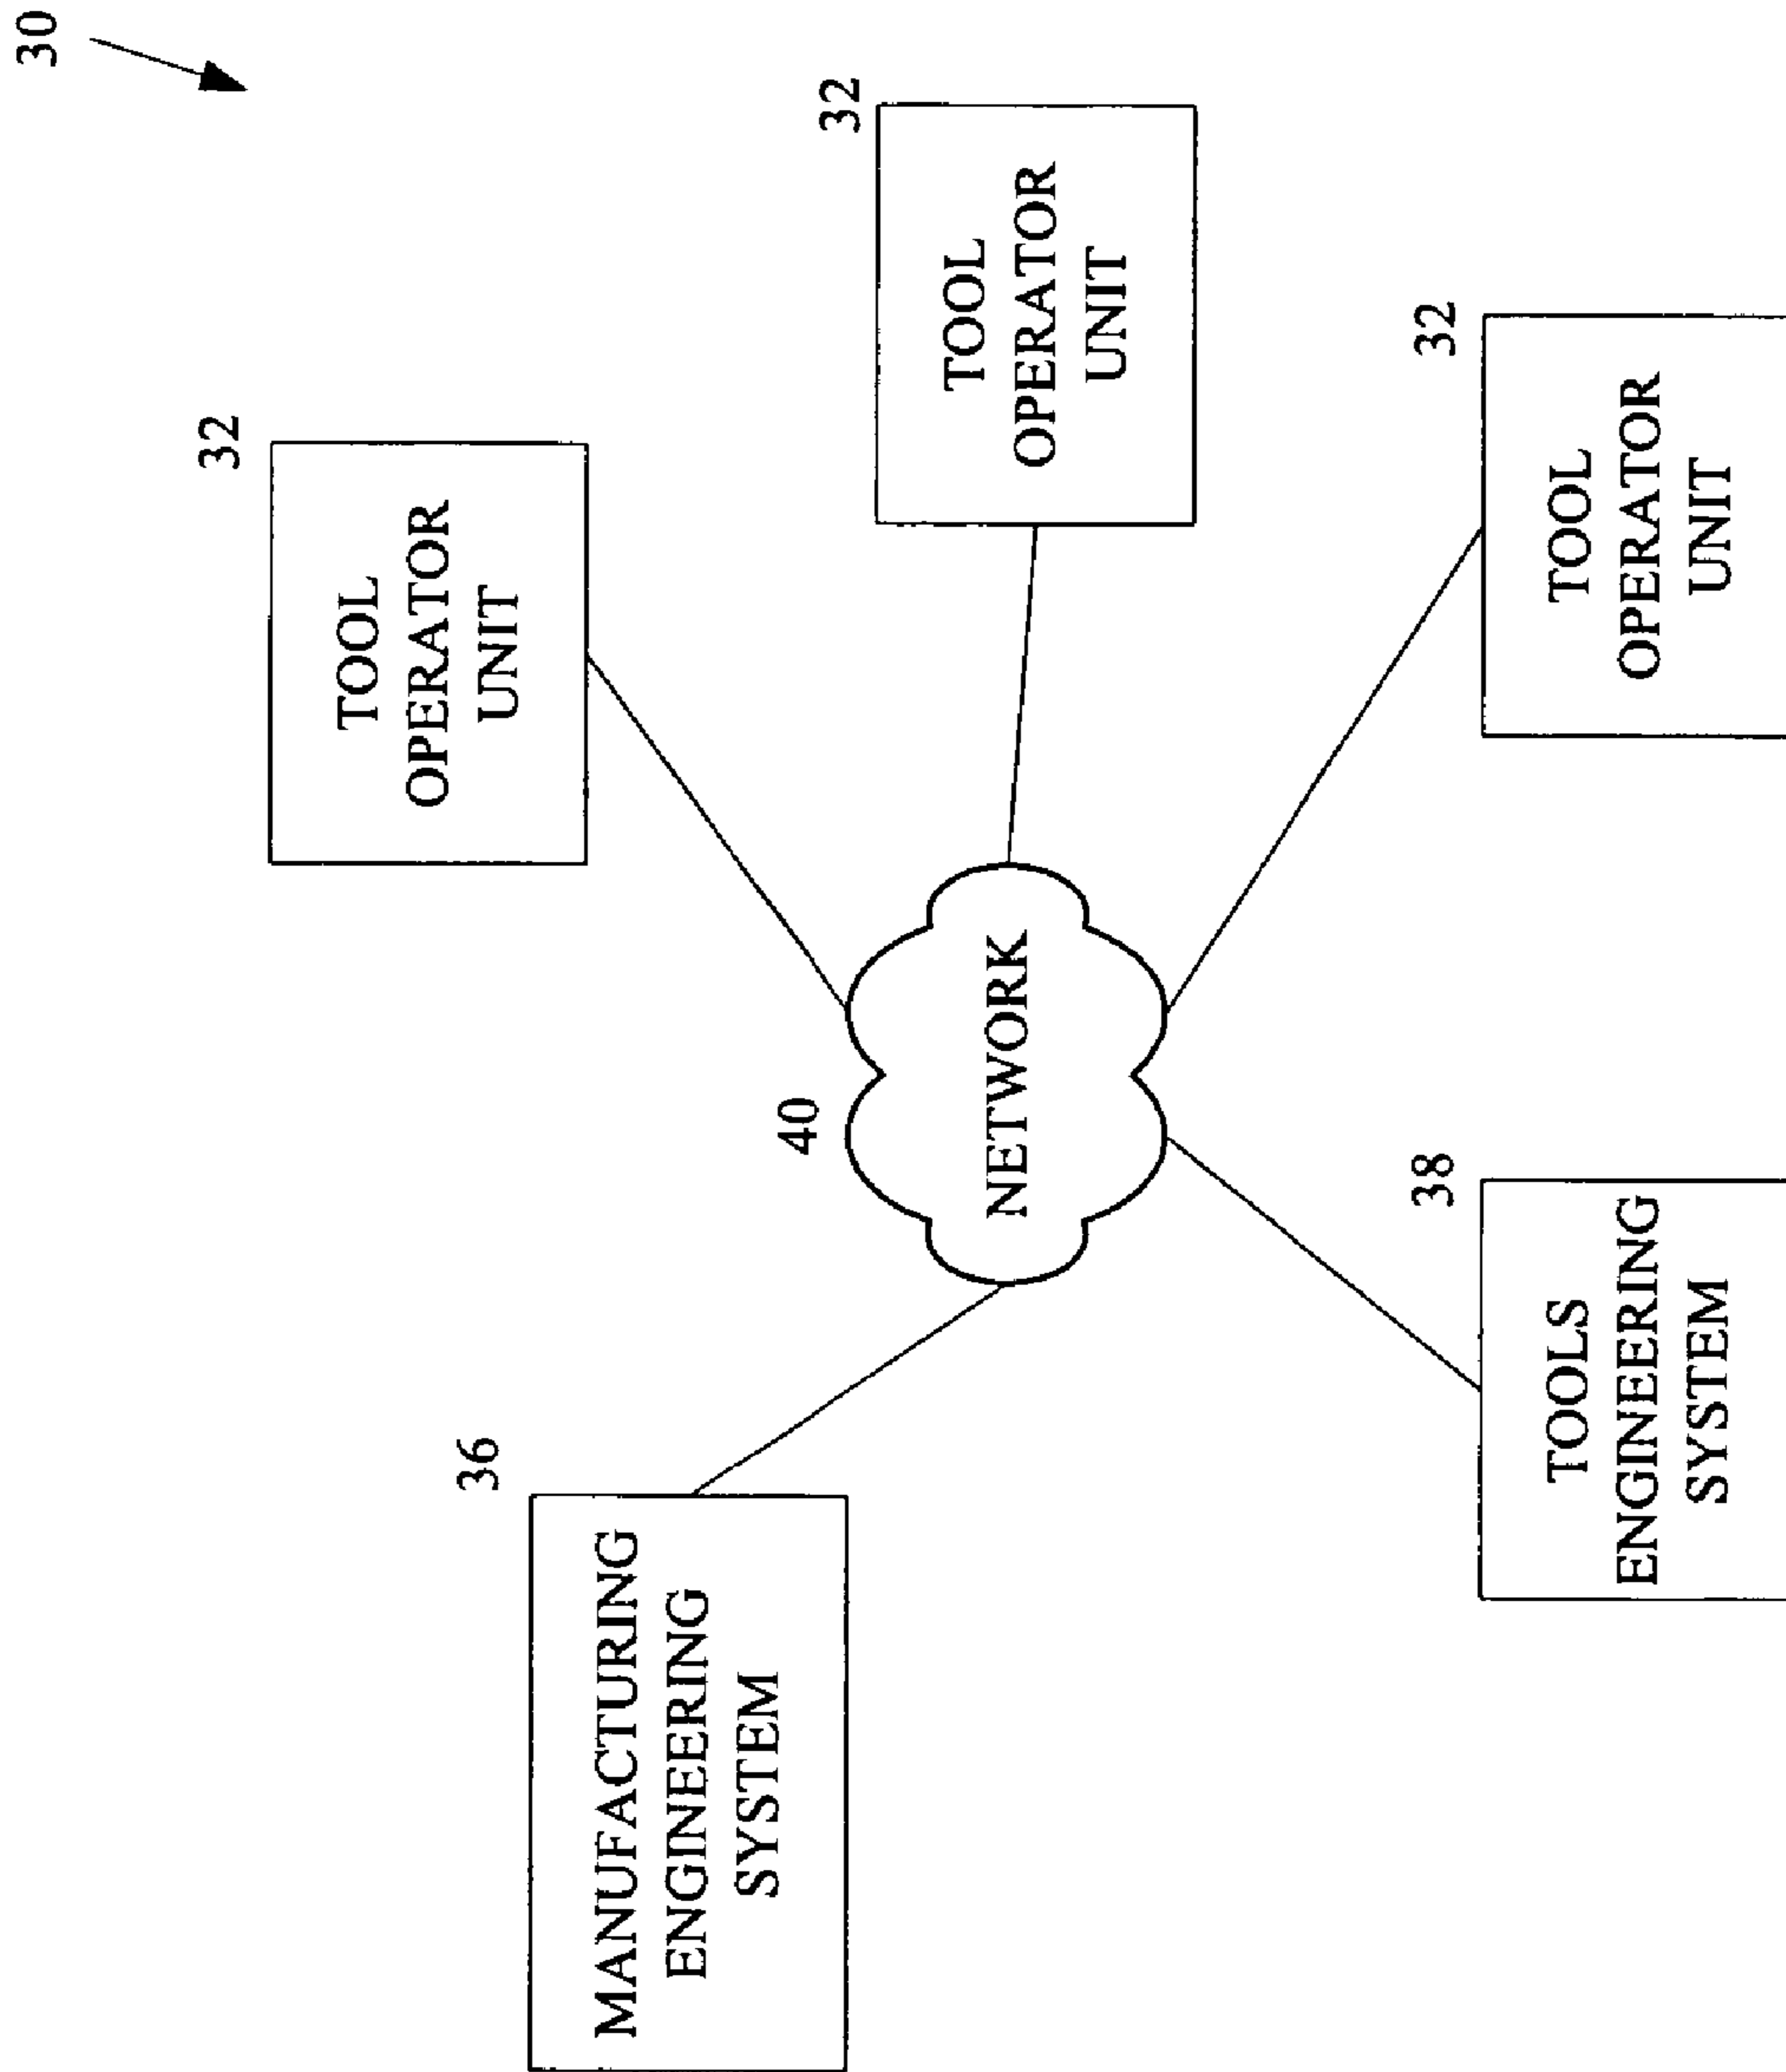 30
32
TOOL
OPERATOR
UNIT
32
TOOL
OPERATOR
UNIT
36
MANUFACTURING
ENGINEERING
SYSTEM
40
NETWORK
38
TOOLS
ENGINEERING
SYSTEM
32
TOOL
OPERATOR
UNIT